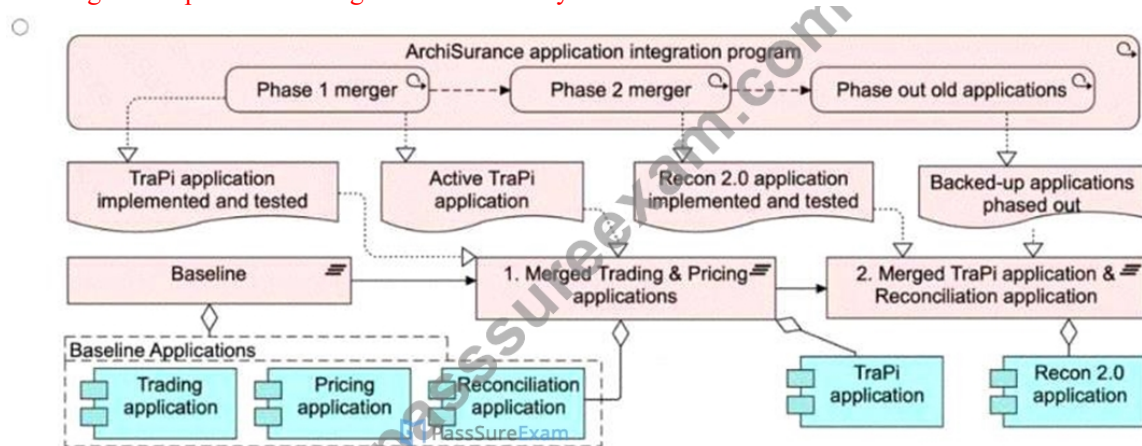 ArchiSurance application integration program
Phase 1 merger
Phase 2 merger
Phase out old applications
TraPi application
implemented and tested
Active TraPi
application
Recon 2.0 application
implemented and tested
Backed-up applications
phased out
Baseline
1. Merged Trading & Pricing
applications
2. Merged TraPi application &
Reconciliation application
Baseline Applications
Trading
application
Pricing
application
Reconciliation
application
TraPi
application
Recon 2.0
application
passsureexam.com
PassSureExam